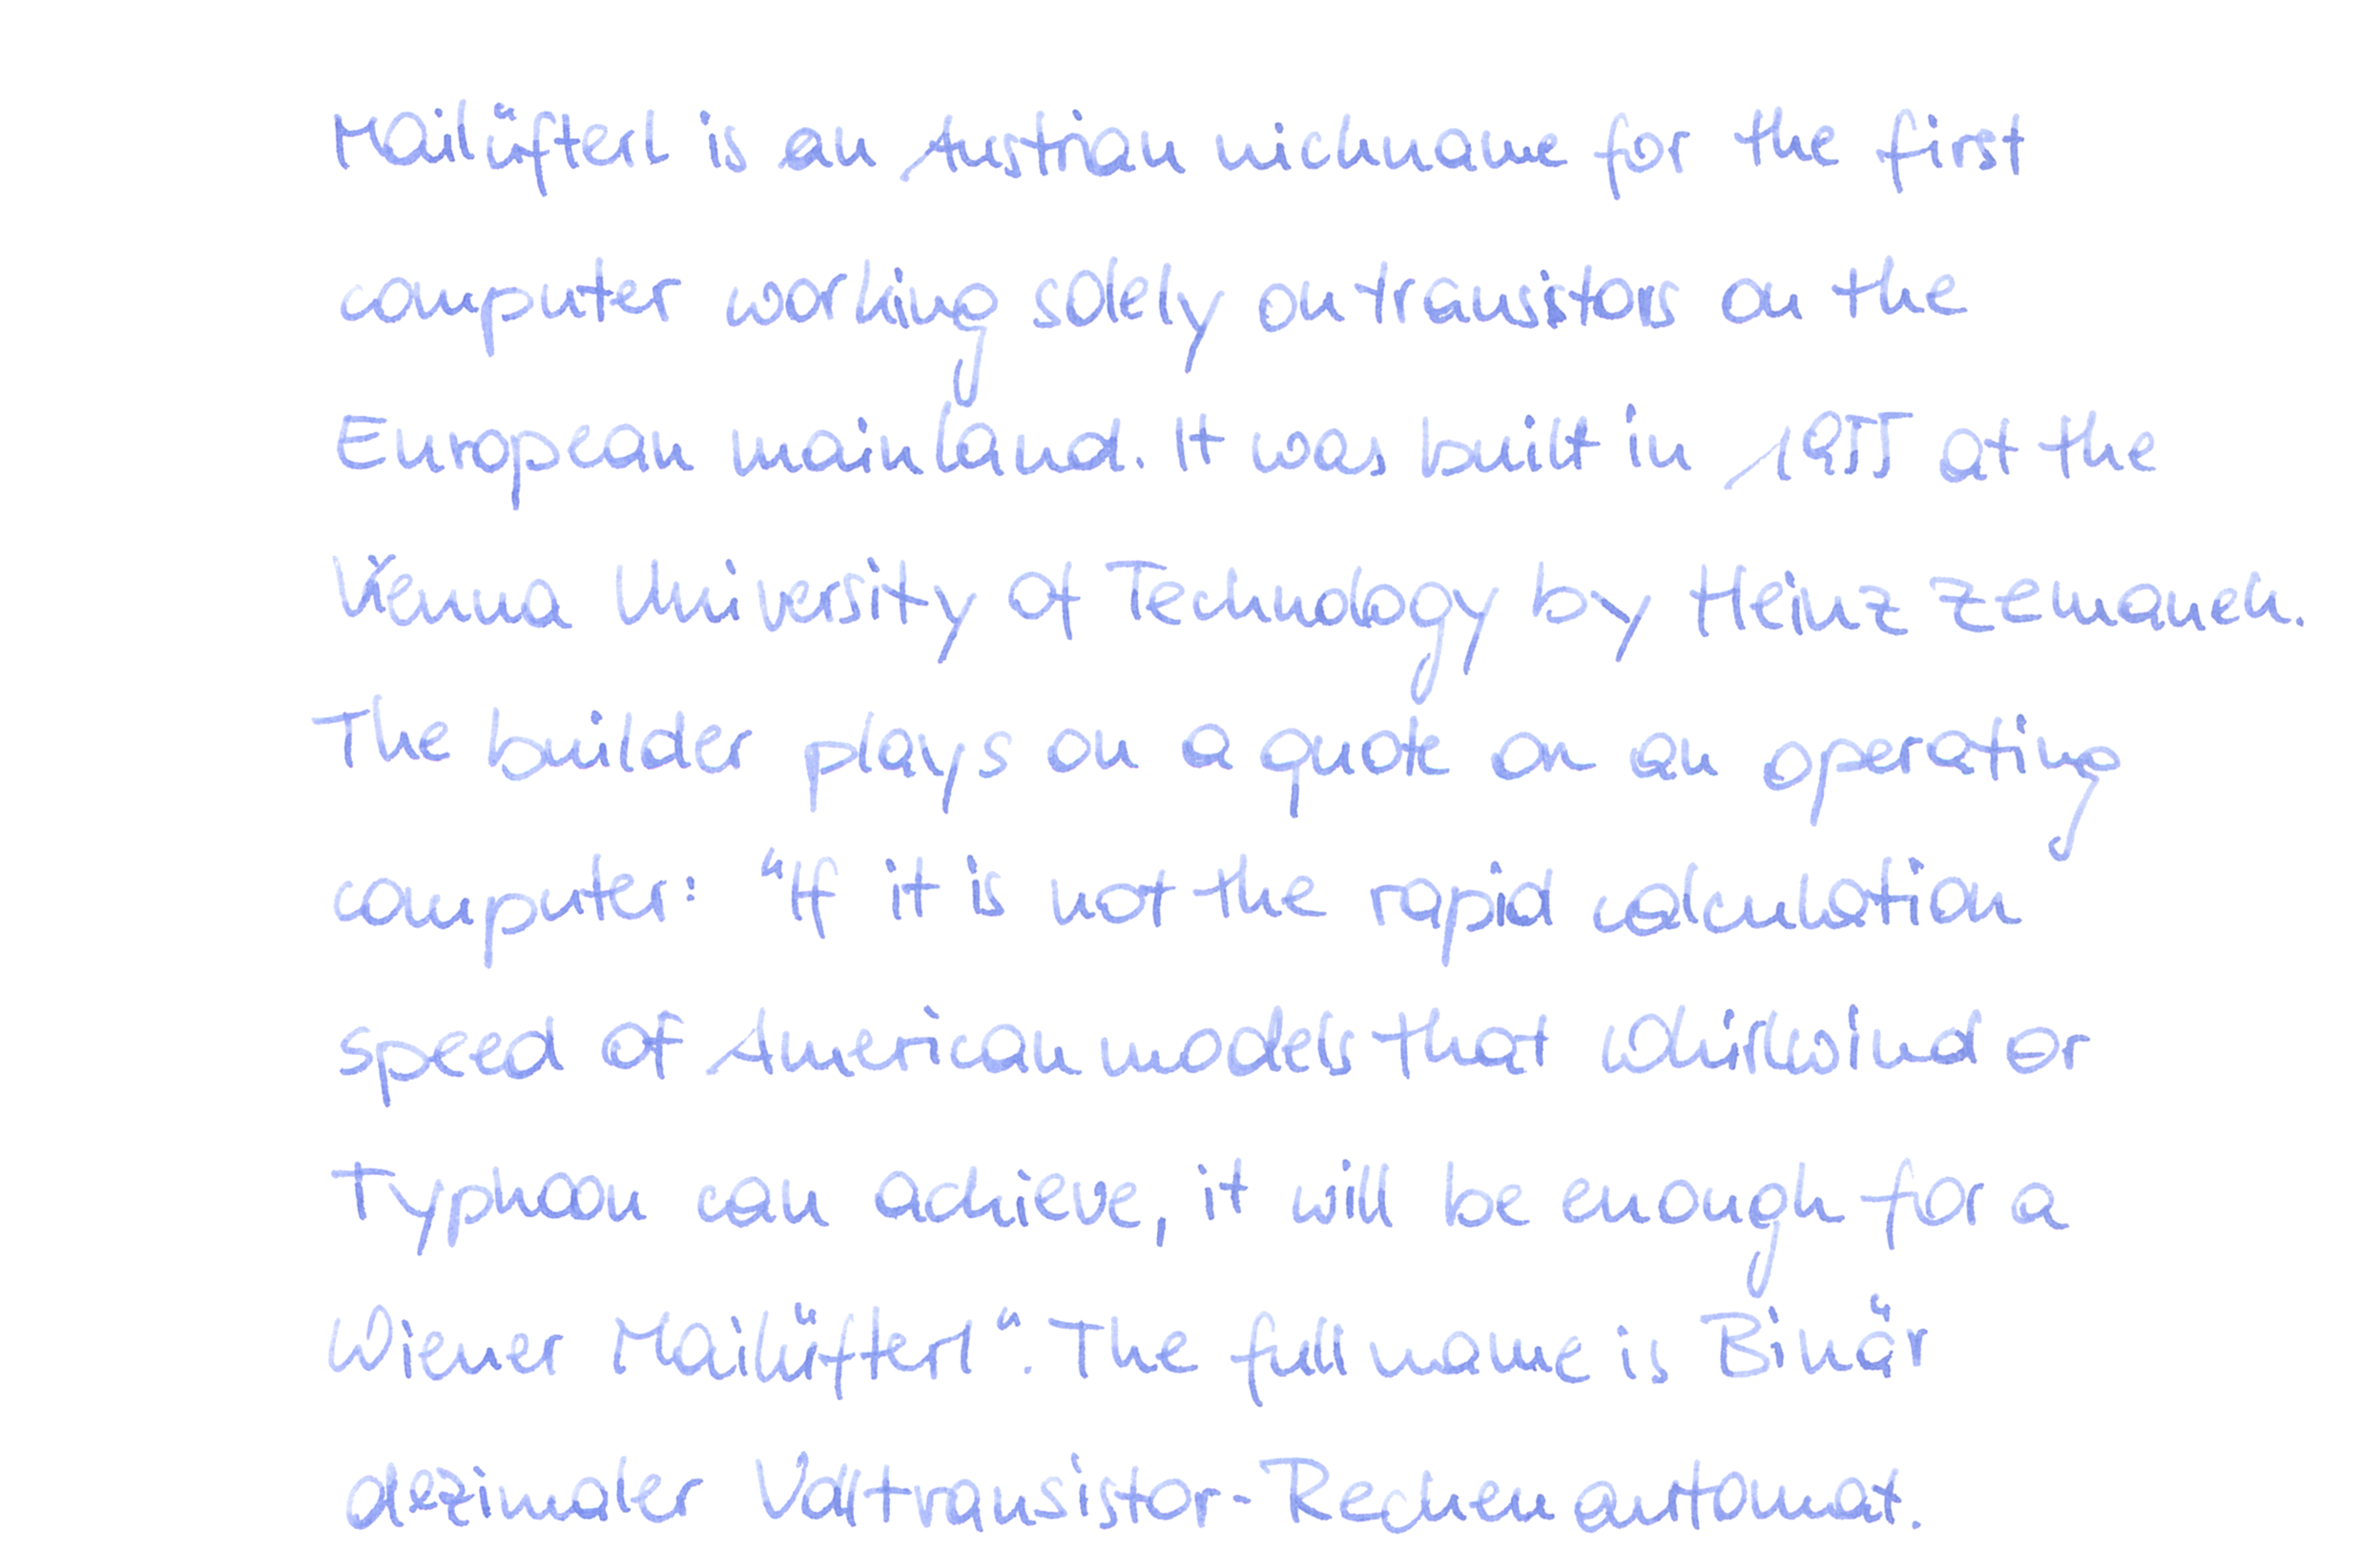 Mailüfterl is an Austrian nickname for the first
computer working solely on transistors on the
European mainland. It was built in 1955 at the
Vienna University of Technology by Heinz Zemanek.
The builder plays on a quote on an operating
computer: "If it is not the rapid calculation
speed of American models that Whirlwind or
Typhoon can achieve, it will be enough for a
Wiener Mailüfterl". The full name is Binär
dezimaler Volltransistor-Rechenautomat.